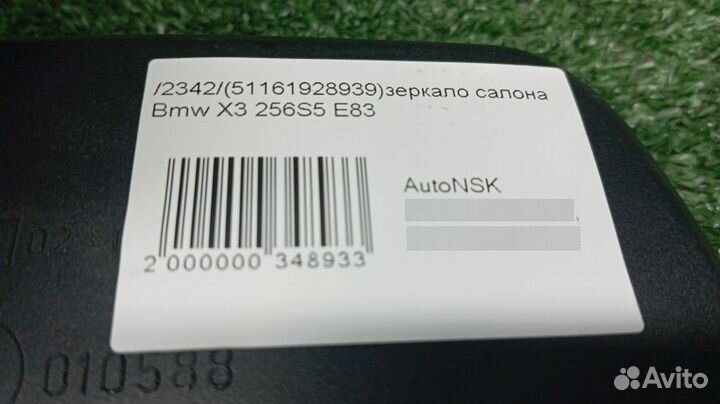 /2342/(51161928939)зеркало салона
Bmw X3 256S5 E83
AutoNSK
2 000000 348933
010588
Avito